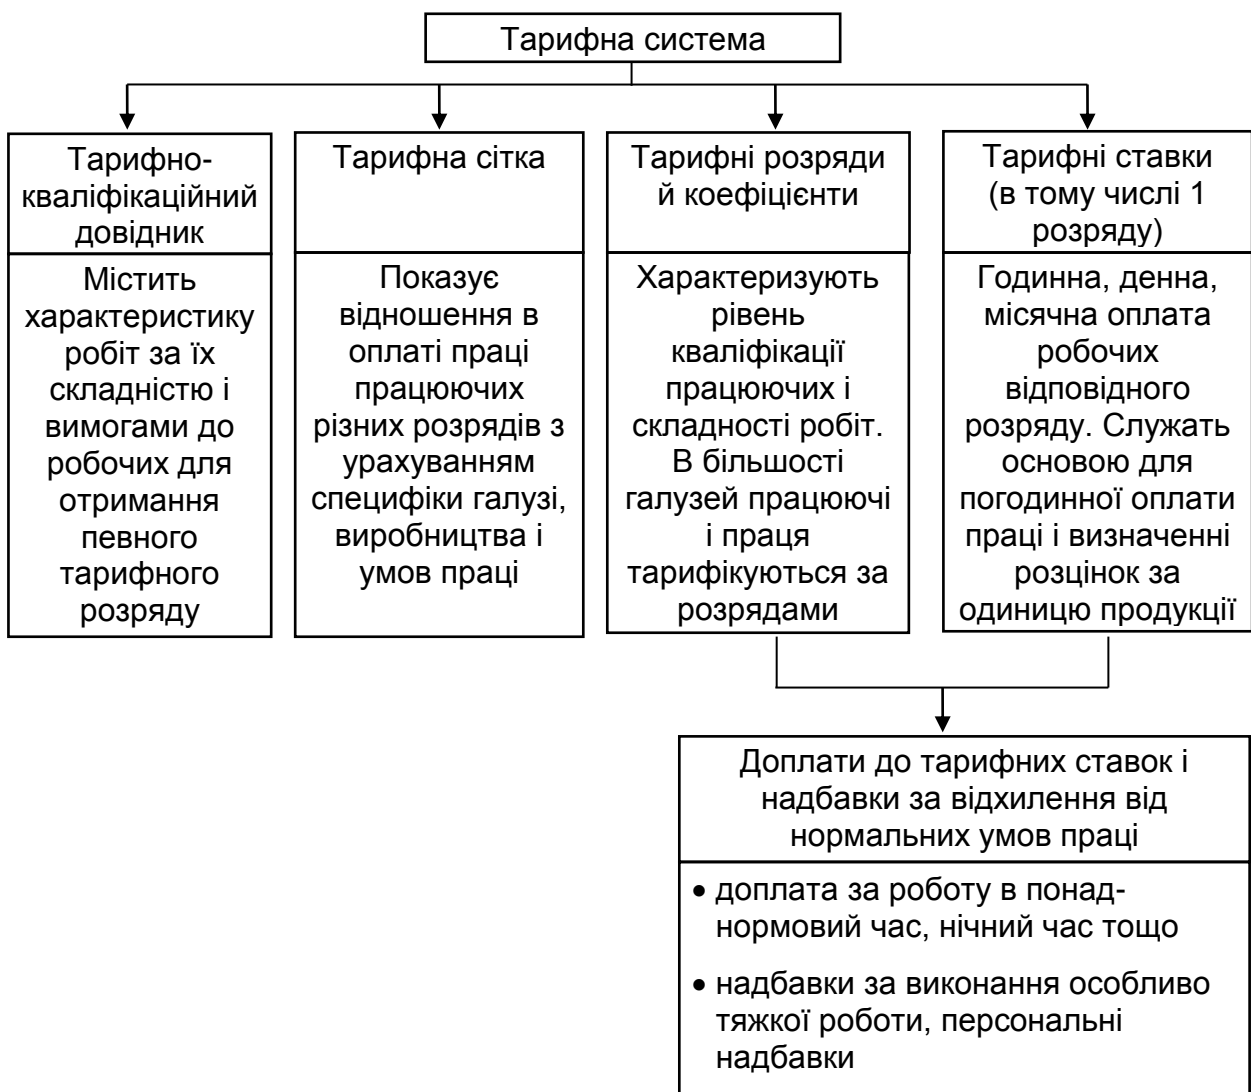 Тарифна система
Тарифно-
кваліфікаційний
довідник
Містить
характеристику
робіт за їх
складністю і
вимогами до
робочих для
отримання
певного
тарифного
розряду
Тарифна сітка
Показує
відношення в
оплаті праці
працюючих
різних розрядів з
урахуванням
специфіки галузі,
виробництва і
умов праці
Тарифні розряди
й коефіцієнти
Характеризують
рівень
кваліфікації
працюючих і
складності робіт.
В більшості
галузей працюючі
і праця
тарифікуються за
розрядами
Тарифні ставки
(в тому числі 1
розряду)
Годинна, денна,
місячна оплата
робочих
відповідного
розряду. Служать
основою для
погодинної оплати
праці і визначенні
розцінок за
одиницю продукції
Доплати до тарифних ставок і
надбавки за відхилення від
нормальних умов праці
• доплата за роботу в понад-
нормовий час, нічний час тощо
• надбавки за виконання особливо
тяжкої роботи, персональні
надбавки